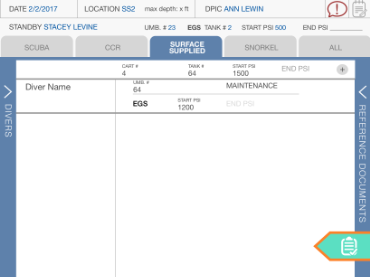 DATE 2/2/2017 LOCATION SS2 max depth: x ft DPIC ANN LEWIN
STANDBY STACEY LEVINE UMB. # 23 EGS TANK # 2 START PSI 500 END PSI
SCUBA CCR SURFACE SUPPLIED SNORKEL ALL
CART # TANK # START PSI END PSI
4 64 1500
Diver Name UMB. # MAINTENANCE
64
EGS START PSI END PSI
1200
DIVERS
REFERENCE DOCUMENTS